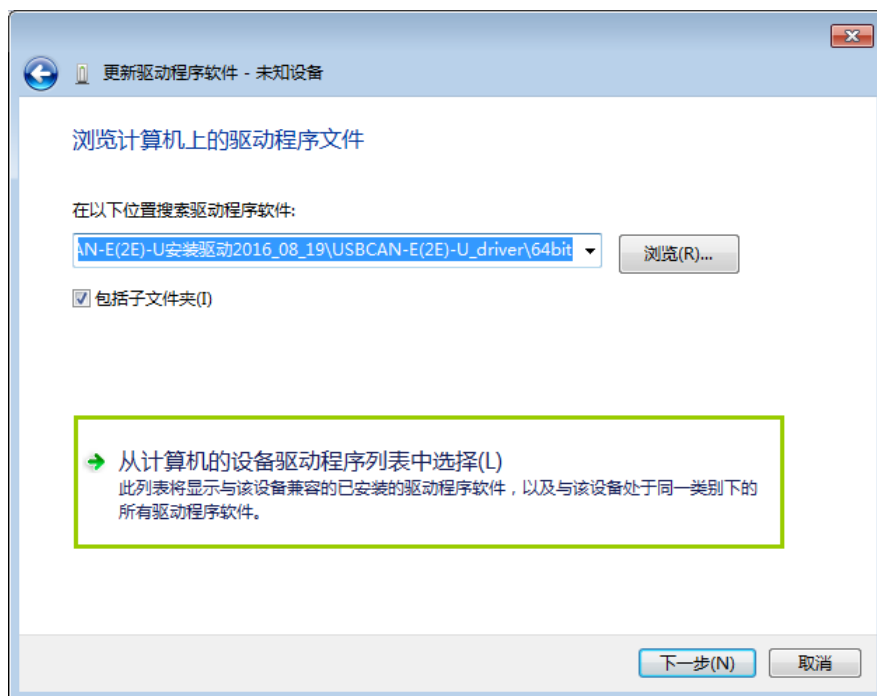 更新驱动程序软件 - 未知设备
浏览计算机上的驱动程序文件
在以下位置搜索驱动程序软件:
AN-E(2E)-U安装驱动2016_08_19\USBCAN-E(2E)-U_driver\64bit
浏览(R)...
包括子文件夹(I)
从计算机的设备驱动程序列表中选择(L)
此列表将显示与该设备兼容的已安装的驱动程序软件，以及与该设备处于同一类别下的
所有驱动程序软件。
下一步(N)
取消